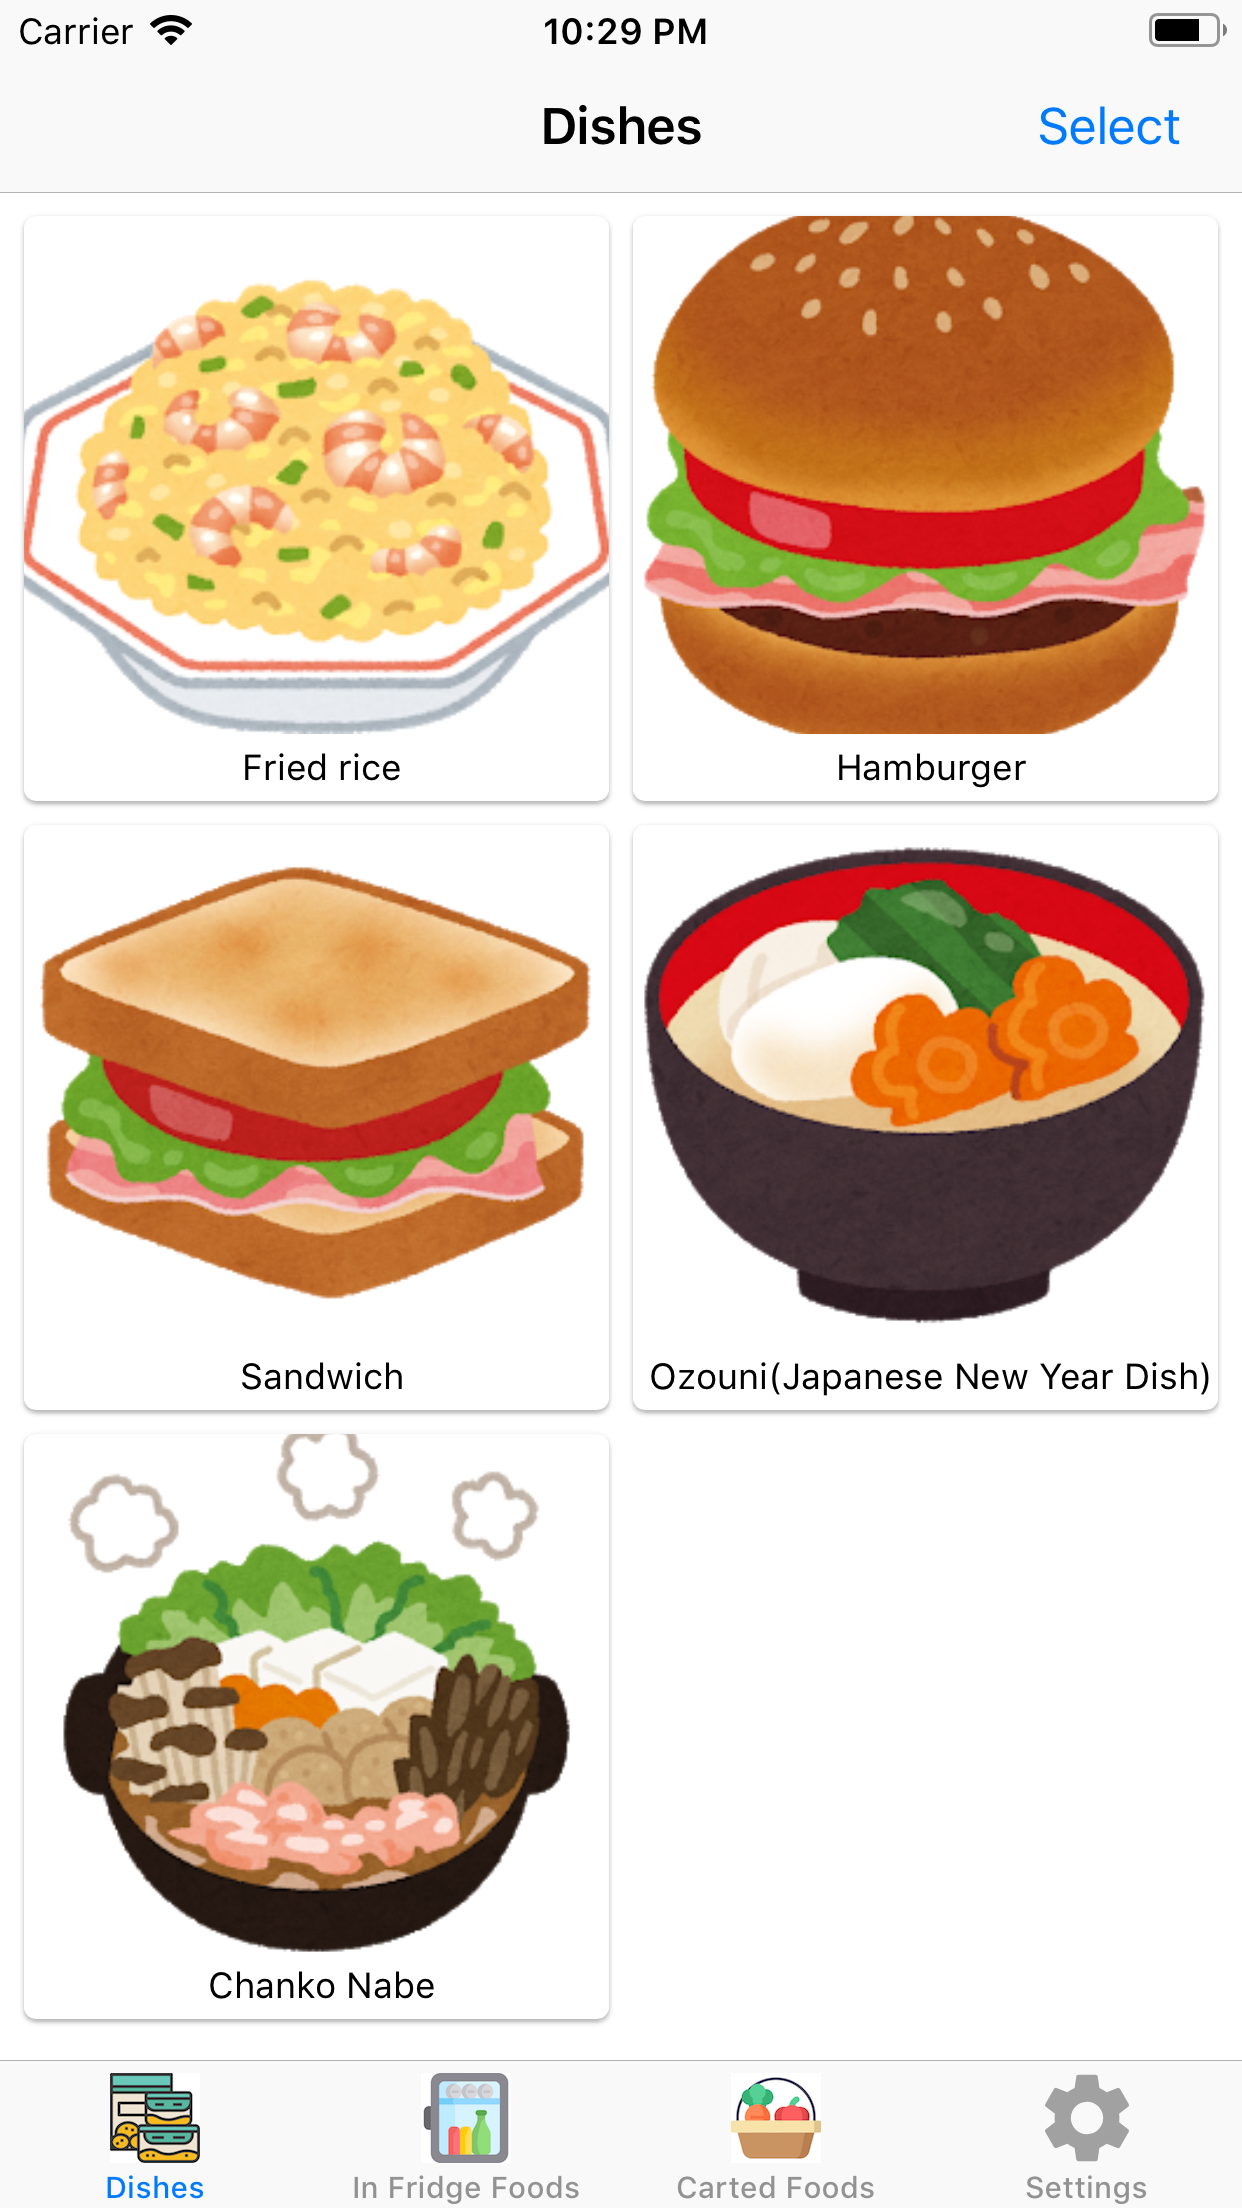 Carrier 10:29 PM
Dishes Select
Fried rice
Hamburger
Sandwich
Ozouni(Japanese New Year Dish)
Chanko Nabe
Dishes
In Fridge Foods
Carted Foods
Settings